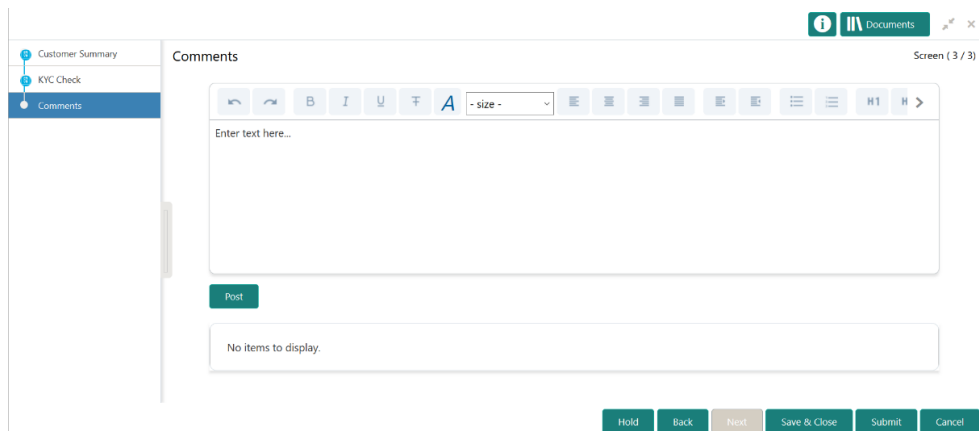 Documents
Customer Summary
KYC Check
Comments
Comments
Screen ( 3 / 3)
B I U T A - size - H1 H
Enter text here...
Post
No items to display.
Hold Back Next Save & Close Submit Cancel